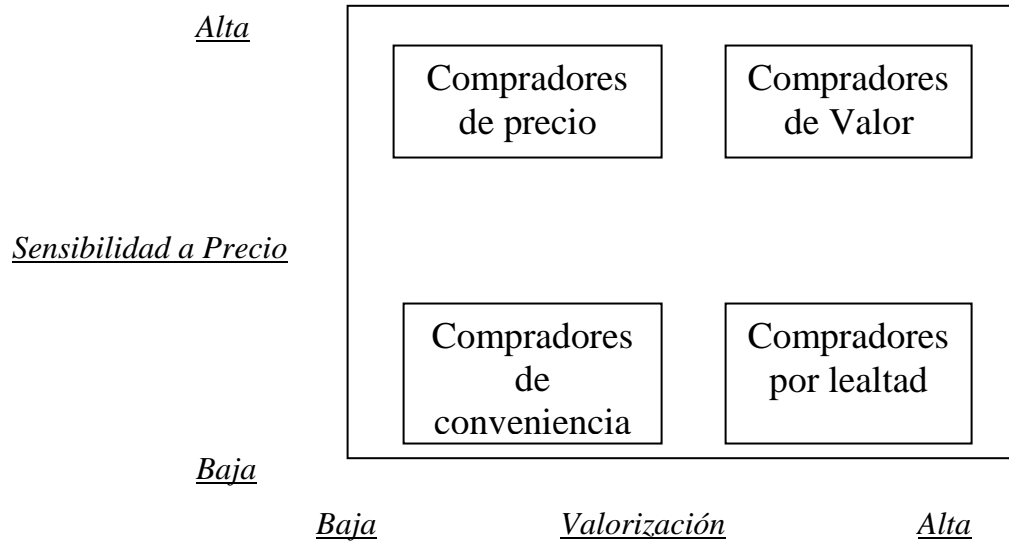 Alta
Compradores
de precio
Compradores
de Valor
Sensibilidad a Precio
Compradores
de
conveniencia
Compradores
por lealtad
Baja
Baja
Valorización
Alta